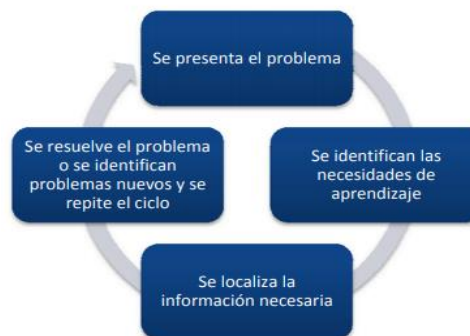 Se presenta el problema
Se identifican las
necesidades de
aprendizaje
Se localiza la
información necesaria
Se resuelve el problema
o se identifican
problemas nuevos y se
repite el ciclo